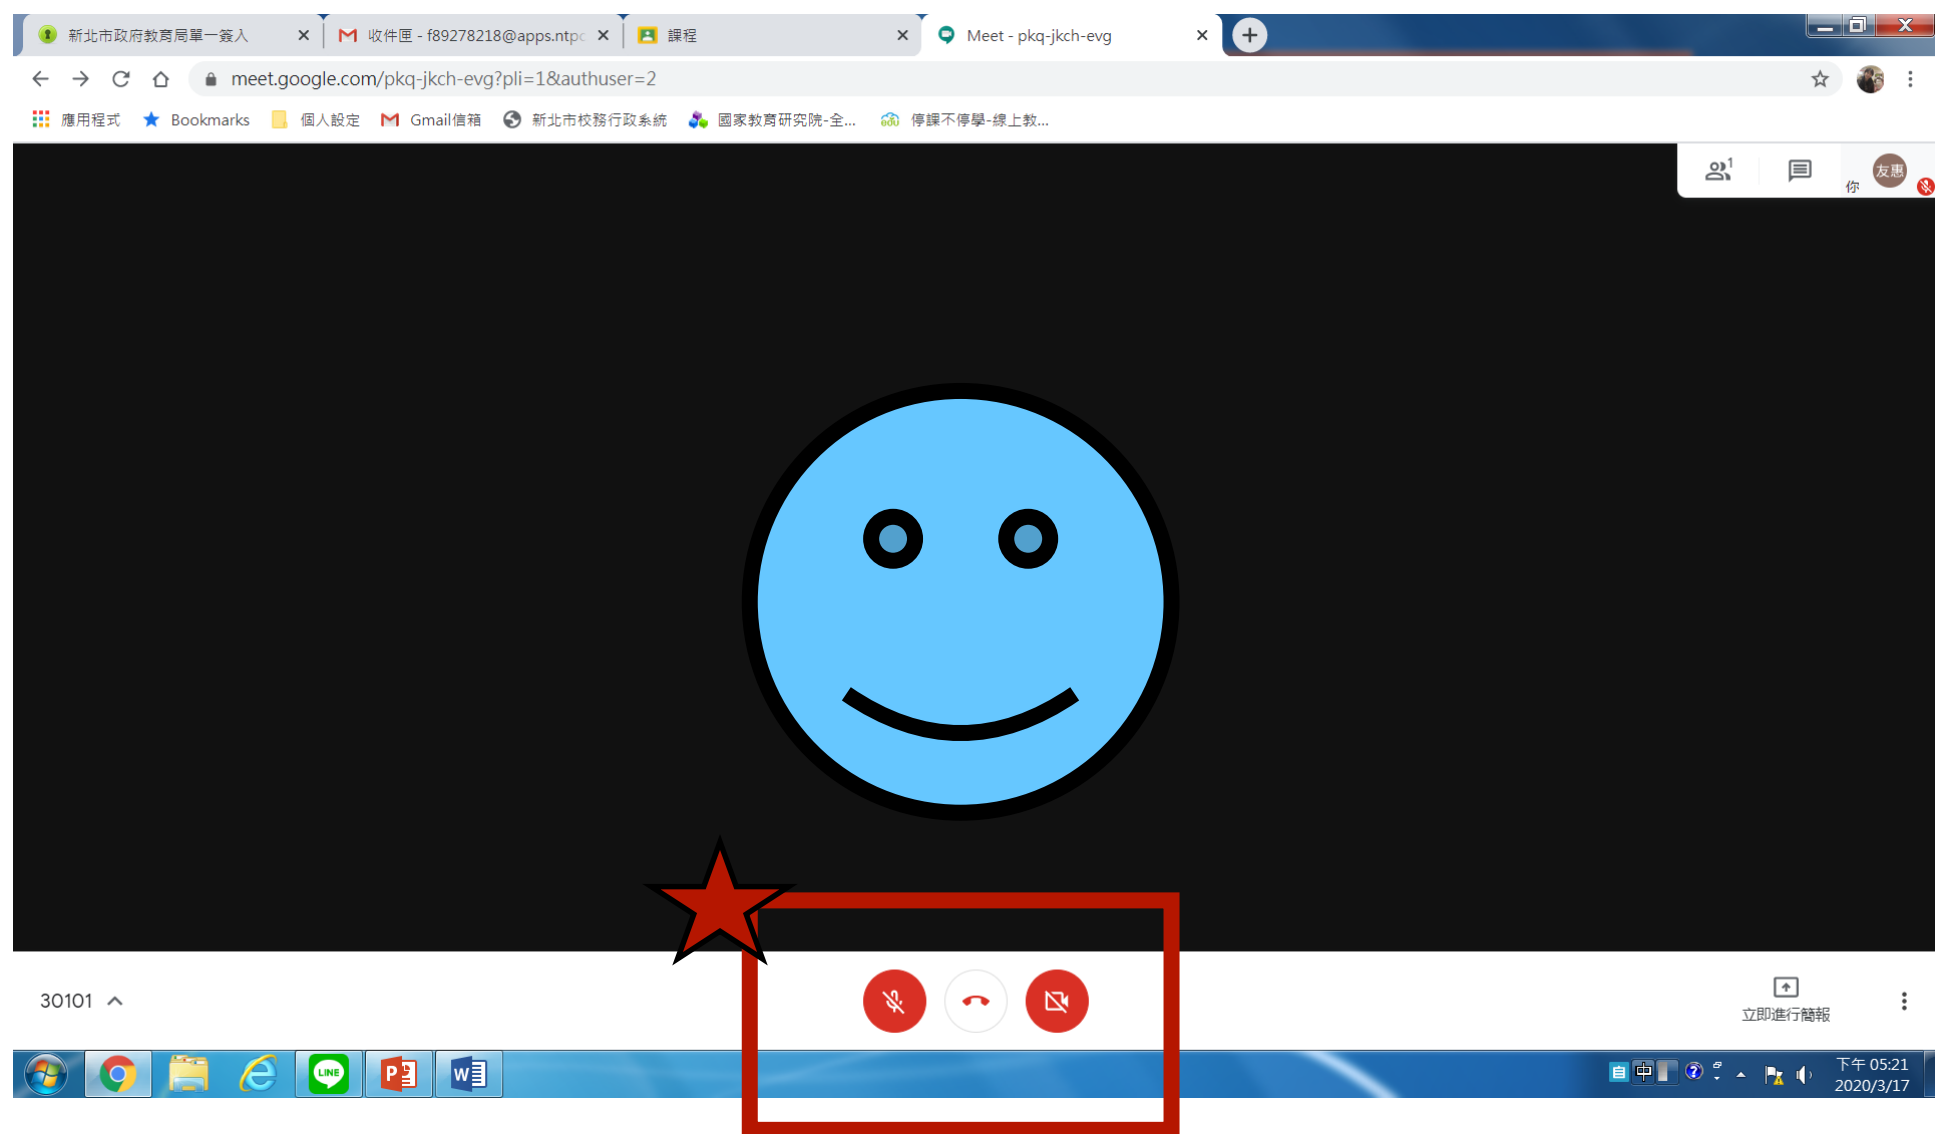 新北市政府教育局單一簽入
收件匣 - f89278218@apps.ntpc
課程
Meet - pkq-jkch-evg
meet.google.com/pkq-jkch-evg?pli=1&authuser=2
應用程式 Bookmarks 個人設定 Gmail信箱 新北市校務行政系統 國家教育研究院-全... 停課不停學-線上教...
1
你 友惠
30101
立即進行簡報
LINE
中
下午 05:21
2020/3/17